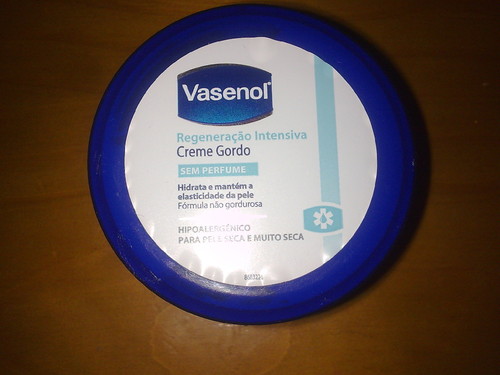 Vasenol
Regeneração Intensiva
Creme Gordo
SEM PERFUME
Hidrata e mantém a
elasticidade da pele
Fórmula não gordurosa
HIPOALERGÉNICO
PARA PELE SECA E MUITO SECA